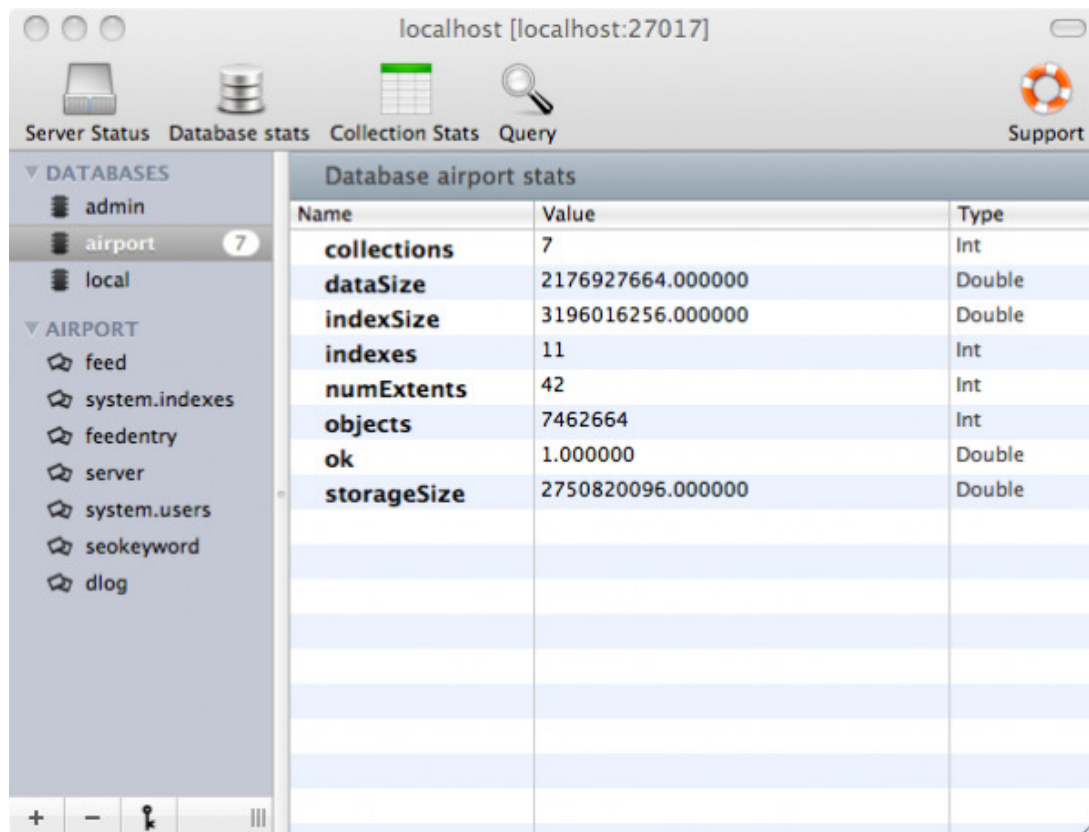 localhost [localhost:27017]
Server Status Database stats Collection Stats Query Support
DATABASES
admin
airport 7
local
AIRPORT
feed
system.indexes
feedentry
server
system.users
seokeyword
dlog
Database airport stats
Name Value Type
collections 7 Int
dataSize 2176927664.000000 Double
indexSize 3196016256.000000 Double
indexes 11 Int
numExtents 42 Int
objects 7462664 Int
ok 1.000000 Double
storageSize 2750820096.000000 Double